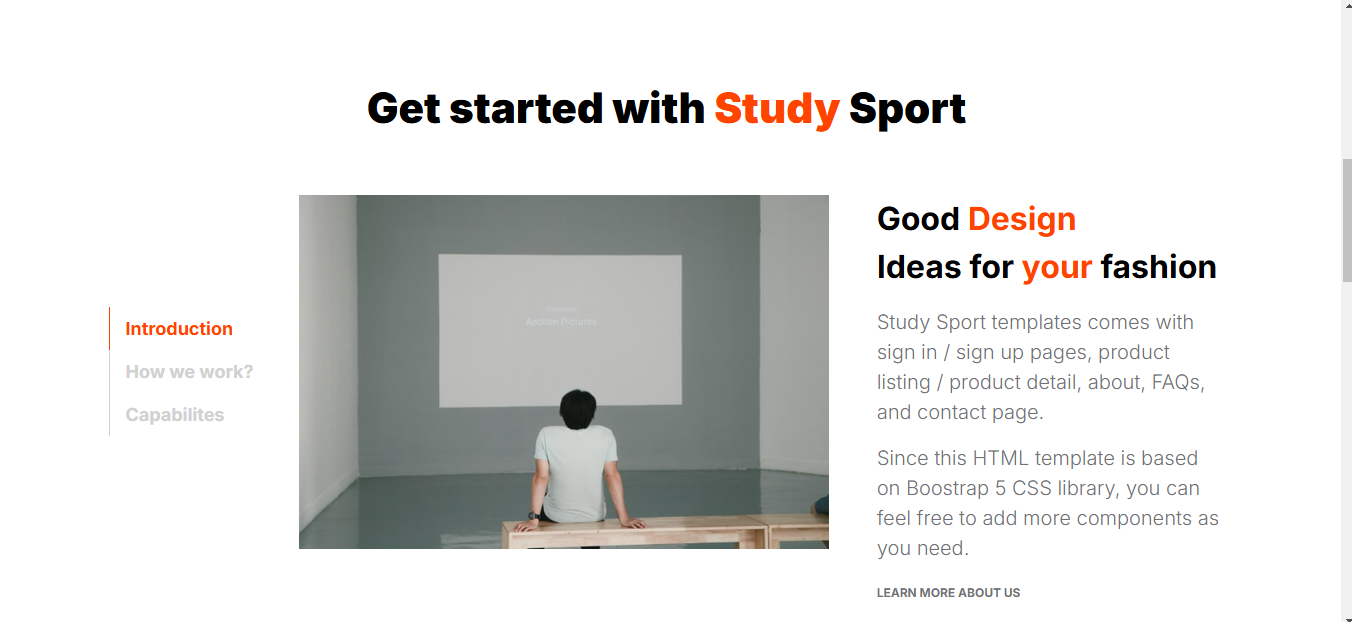 Get started with Study Sport
Introduction
How we work?
Capabilites
Apotion Pictures
Good Design
Ideas for your fashion
Study Sport templates comes with
sign in / sign up pages, product
listing / product detail, about, FAQs,
and contact page.
Since this HTML template is based
on Boostrap 5 CSS library, you can
feel free to add more components as
you need.
LEARN MORE ABOUT US